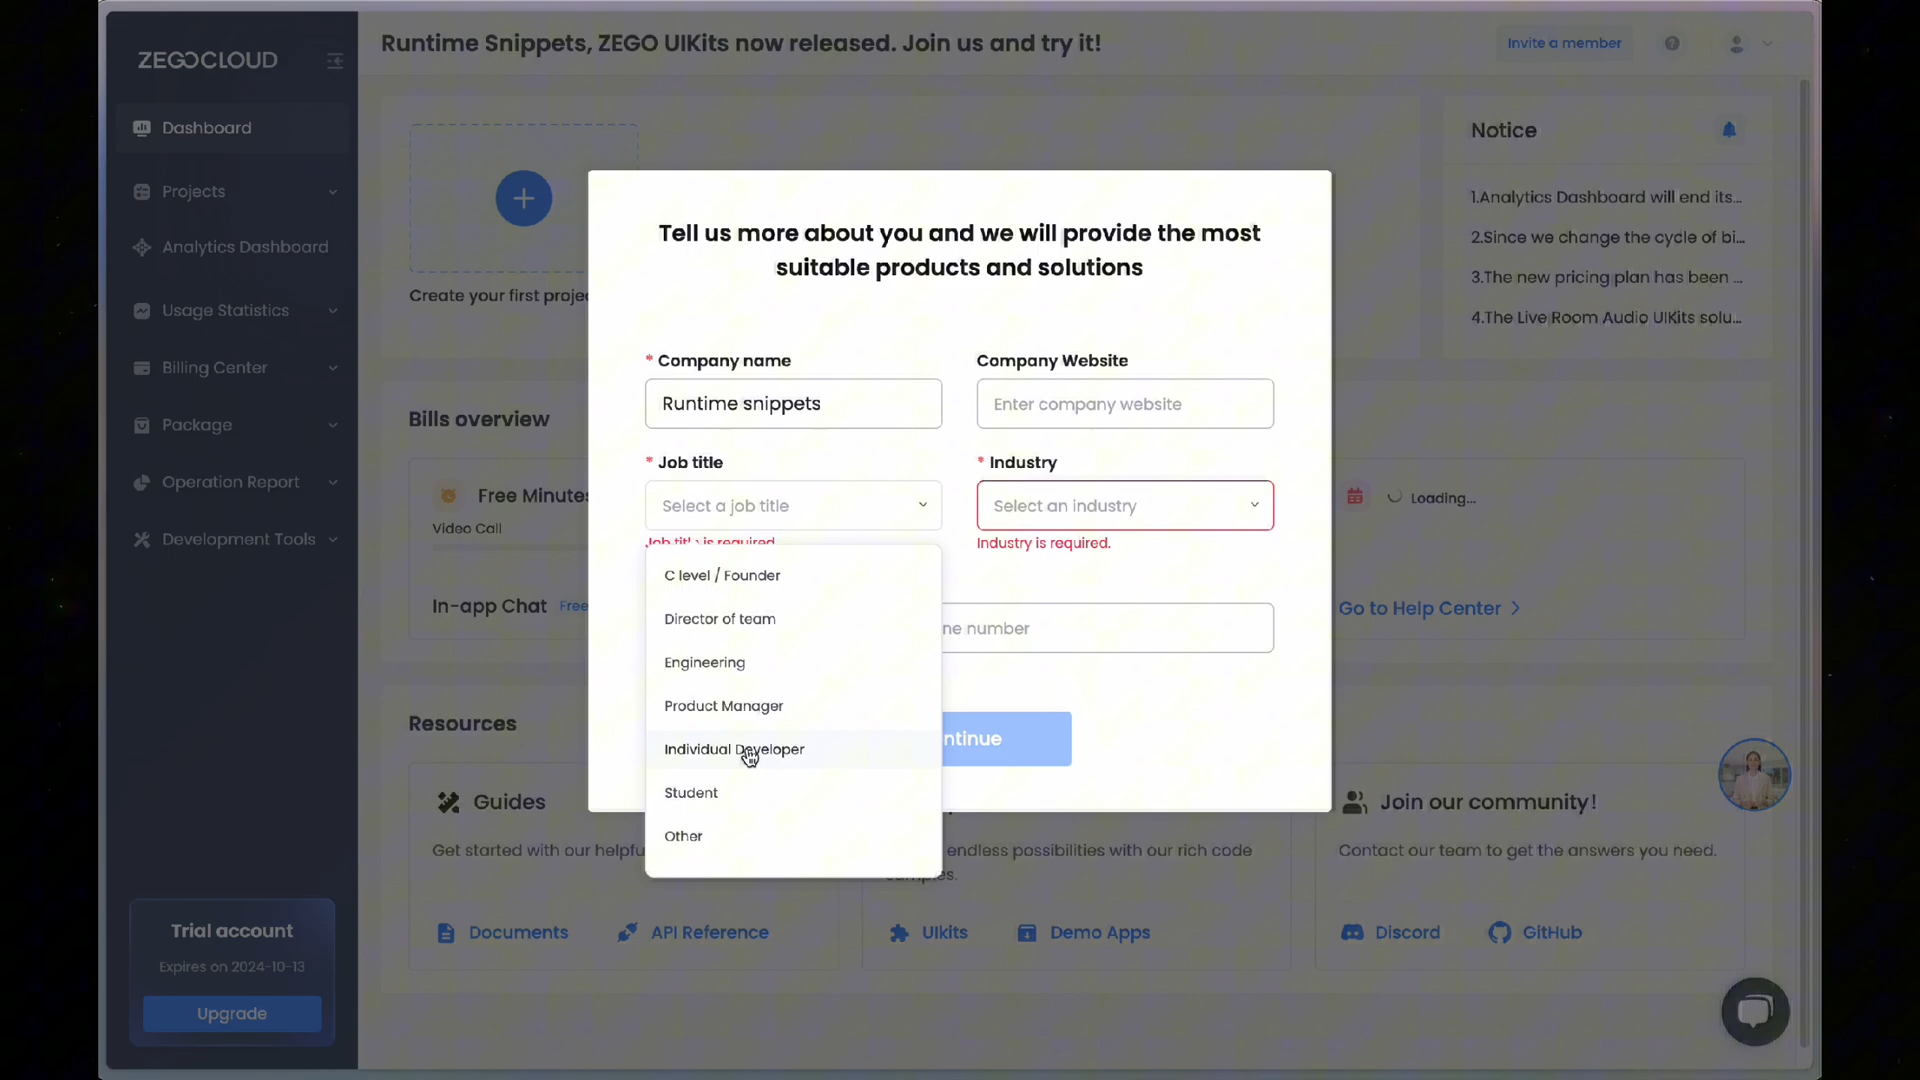 ZEGOCLOUD
Runtime Snippets, ZEGO UIKits now released. Join us and try it!
Invite a member
Dashboard
Projects
Analytics Dashboard
Usage Statistics
Billing Center
Package
Operation Report
Development Tools
Trial account
Expires on 2024-10-13
Upgrade
Create your first projec
Notice
1.Analytics Dashboard will end its...
2.Since we change the cycle of bi...
3.The new pricing plan has been ...
4.The Live Room Audio UIKits solu...
Bills overview
Free Minutes
Video Call
In-app Chat Free
Loading...
Go to Help Center
Tell us more about you and we will provide the most
suitable products and solutions
* Company name
Company Website
Runtime snippets
Enter company website
* Job title
* Industry
Select a job title
Select an industry
Job title is required.
Industry is required.
C level / Founder
Director of team
Engineering
Product Manager
Individual Developer
Student
Other
ne number
ntinue
Resources
Guides
Get started with our helpfu
Documents
API Reference
endless possibilities with our rich code
samples.
UIkits
Demo Apps
Join our community!
Contact our team to get the answers you need.
Discord
GitHub